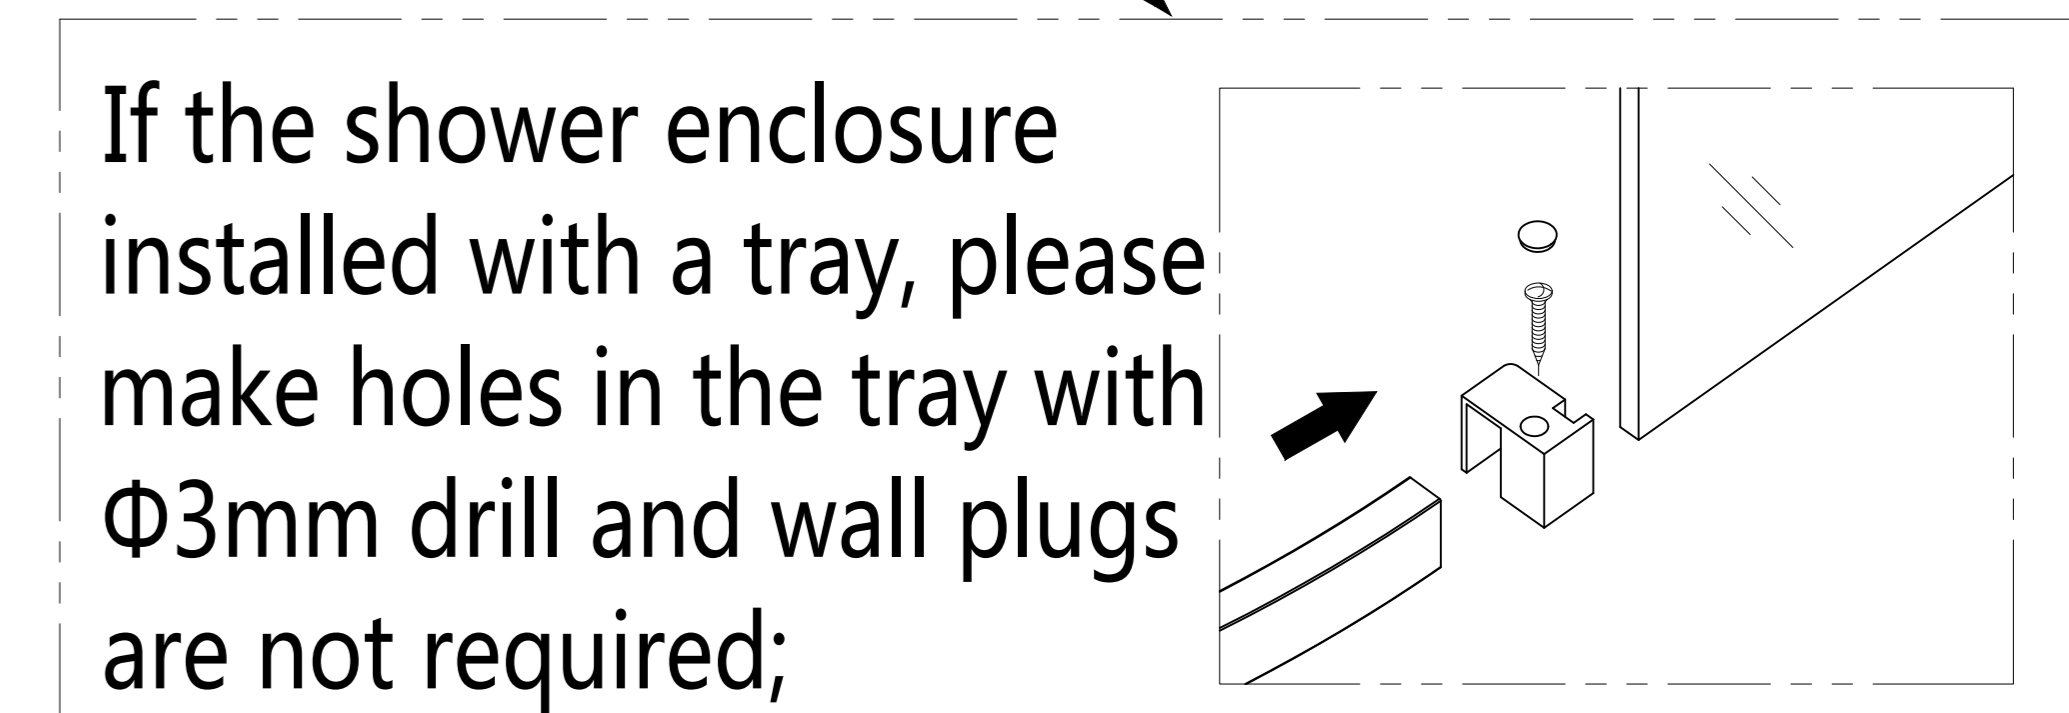 If the shower enclosure
installed with a tray, please
make holes in the tray with
Φ3mm drill and wall plugs
are not required;